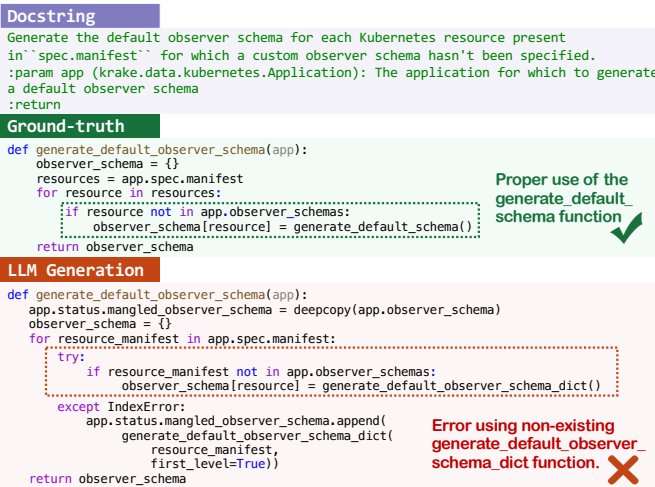 Docstring
Generate the default observer schema for each Kubernetes resource present
in``spec.manifest`` for which a custom observer schema hasn't been specified.
:param app (krake.data.kubernetes.Application): The application for which to generate
a default observer schema
:return
Ground-truth
def generate_default_observer_schema(app):
observer_schema = {}
resources = app.spec.manifest
for resource in resources:
if resource not in app.observer_schemas:
observer_schema[resource] = generate_default_schema()
return observer_schema
Proper use of the
generate_default_
schema function
LLM Generation
def generate_default_observer_schema(app):
app.status.mangled_observer_schema = deepcopy(app.observer_schema)
observer_schema = {}
for resource_manifest in app.spec.manifest:
try:
if resource_manifest not in app.observer_schemas:
observer_schema[resource] = generate_default_observer_schema_dict()
except IndexError:
app.status.mangled_observer_schema.append(
generate_default_observer_schema_dict(
resource_manifest,
first_level=True))
return observer_schema
Error using non-existing
generate_default_observer_
schema_dict function.